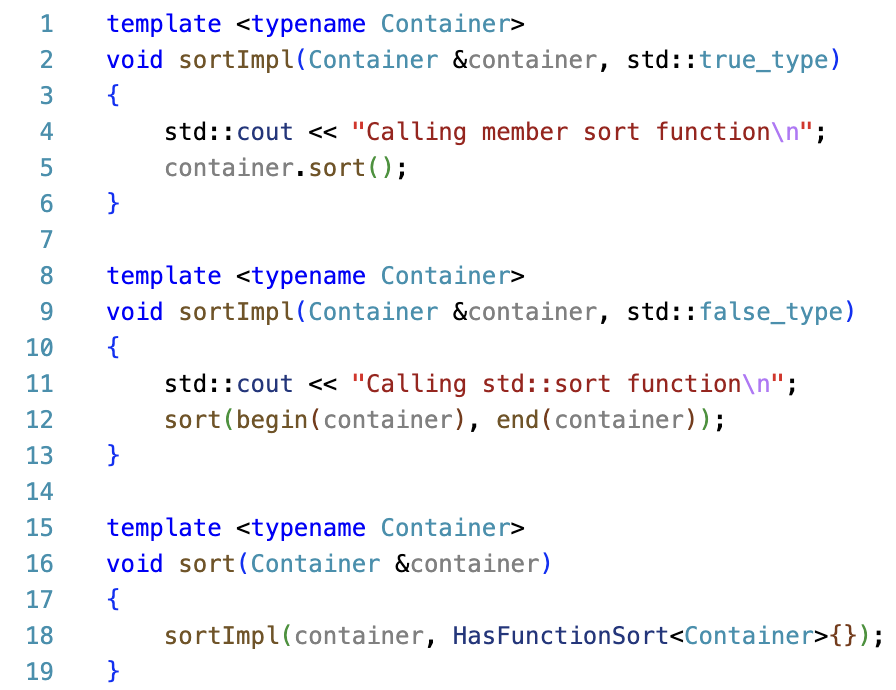 1 template <typename Container>
2 void sortImpl(Container &container, std::true_type)
3 {
4     std::cout << "Calling member sort function\n";
5     container.sort();
6 }
7
8 template <typename Container>
9 void sortImpl(Container &container, std::false_type)
10 {
11     std::cout << "Calling std::sort function\n";
12     sort(begin(container), end(container));
13 }
14
15 template <typename Container>
16 void sort(Container &container)
17 {
18     sortImpl(container, HasFunctionSort<Container>{});
19 }